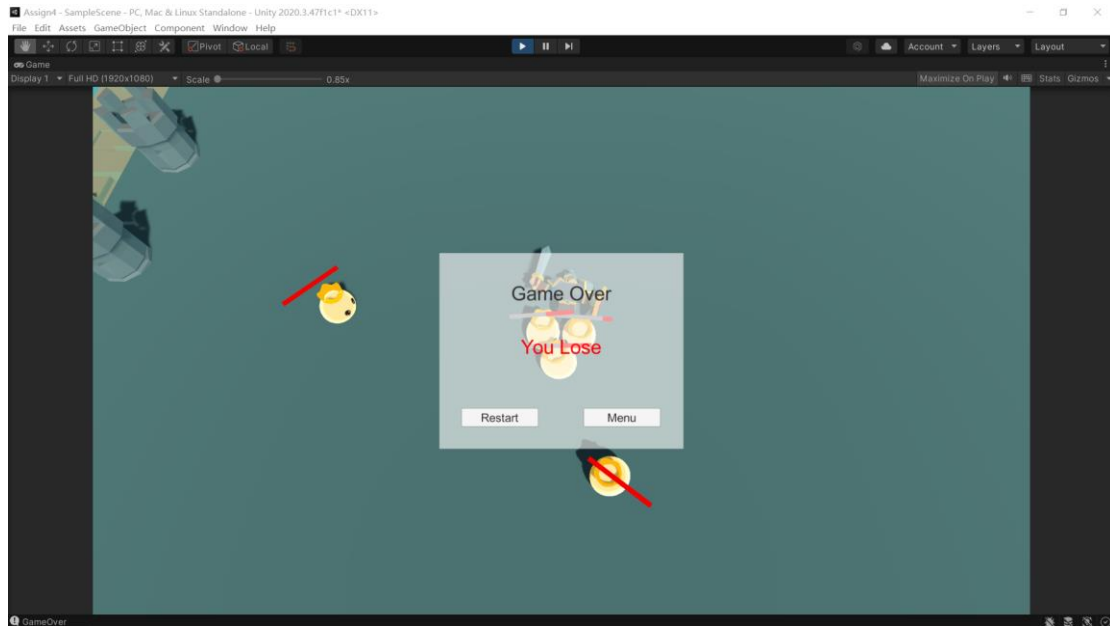 Assign4 - SampleScene - PC, Mac & Linux Standalone - Unity 2020.3.47f1c1* <DX11>
File Edit Assets GameObject Component Window Help
Pivot Local Account Layers Layout
Game
Display 1 Full HD (1920x1080) Scale 0.85x Maximize On Play Stats Gizmos
Game Over
You Lose
Restart Menu
GameOver